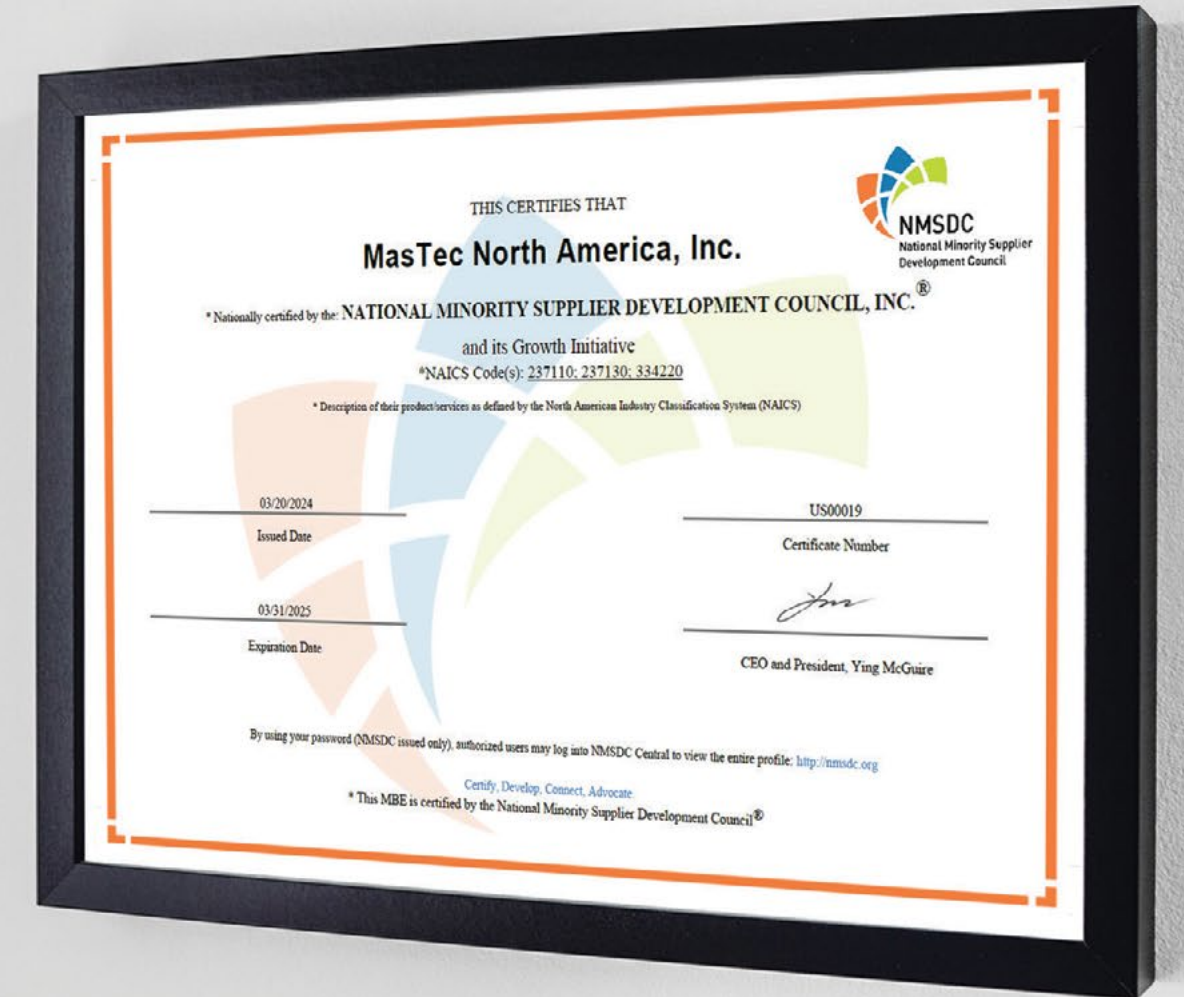 NMSDC
National Minority Supplier
Development Council
THIS CERTIFIES THAT
MasTec North America, Inc.
* Nationally certified by the: NATIONAL MINORITY SUPPLIER DEVELOPMENT COUNCIL, INC.®
and its Growth Initiative
*NAICS Code(s): 237110; 237130; 334220
* Description of their product/services as defined by the North American Industry Classification System (NAICS)
03/20/2024
Issued Date
US00019
Certificate Number
03/31/2025
Expiration Date
CEO and President, Ying McGuire
By using your password (NMSDC issued only), authorized users may log into NMSDC Central to view the entire profile: http://nmsdc.org
Certify, Develop, Connect, Advocate.
* This MBE is certified by the National Minority Supplier Development Council®